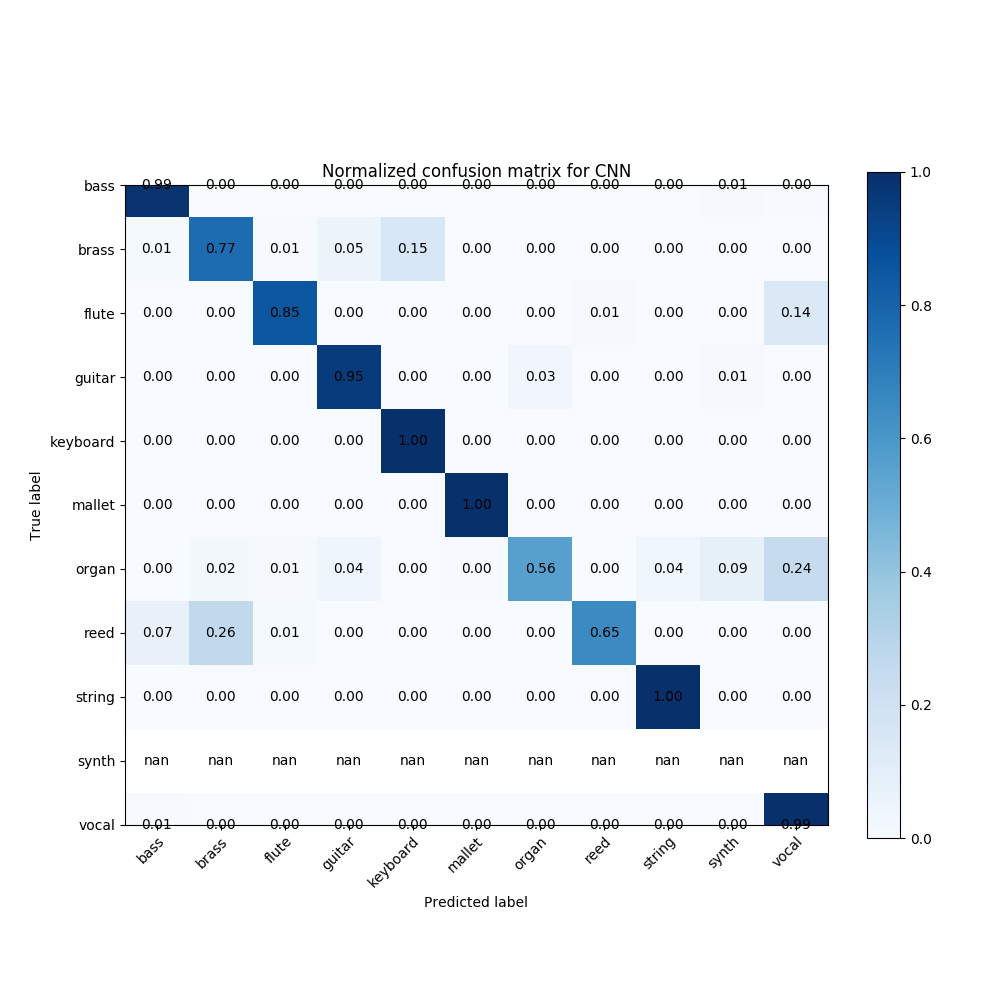 Normalized confusion matrix for CNN
bass 0.99 0.00 0.00 0.00 0.00 0.00 0.00 0.00 0.00 0.01 0.00
brass 0.01 0.77 0.01 0.05 0.15 0.00 0.00 0.00 0.00 0.00 0.00
flute 0.00 0.00 0.85 0.00 0.00 0.00 0.00 0.01 0.00 0.00 0.14
guitar 0.00 0.00 0.00 0.95 0.00 0.00 0.03 0.00 0.00 0.01 0.00
keyboard 0.00 0.00 0.00 0.00 1.00 0.00 0.00 0.00 0.00 0.00 0.00
mallet 0.00 0.00 0.00 0.00 0.00 1.00 0.00 0.00 0.00 0.00 0.00
organ 0.00 0.02 0.01 0.04 0.00 0.00 0.56 0.00 0.04 0.09 0.24
reed 0.07 0.26 0.01 0.00 0.00 0.00 0.00 0.65 0.00 0.00 0.00
string 0.00 0.00 0.00 0.00 0.00 0.00 0.00 0.00 1.00 0.00 0.00
synth nan nan nan nan nan nan nan nan nan nan nan
vocal 0.01 0.00 0.00 0.00 0.00 0.00 0.00 0.00 0.00 0.00 0.99
bass brass flute guitar keyboard mallet organ reed string synth vocal
Predicted label
True label
1.0
0.8
0.6
0.4
0.2
0.0